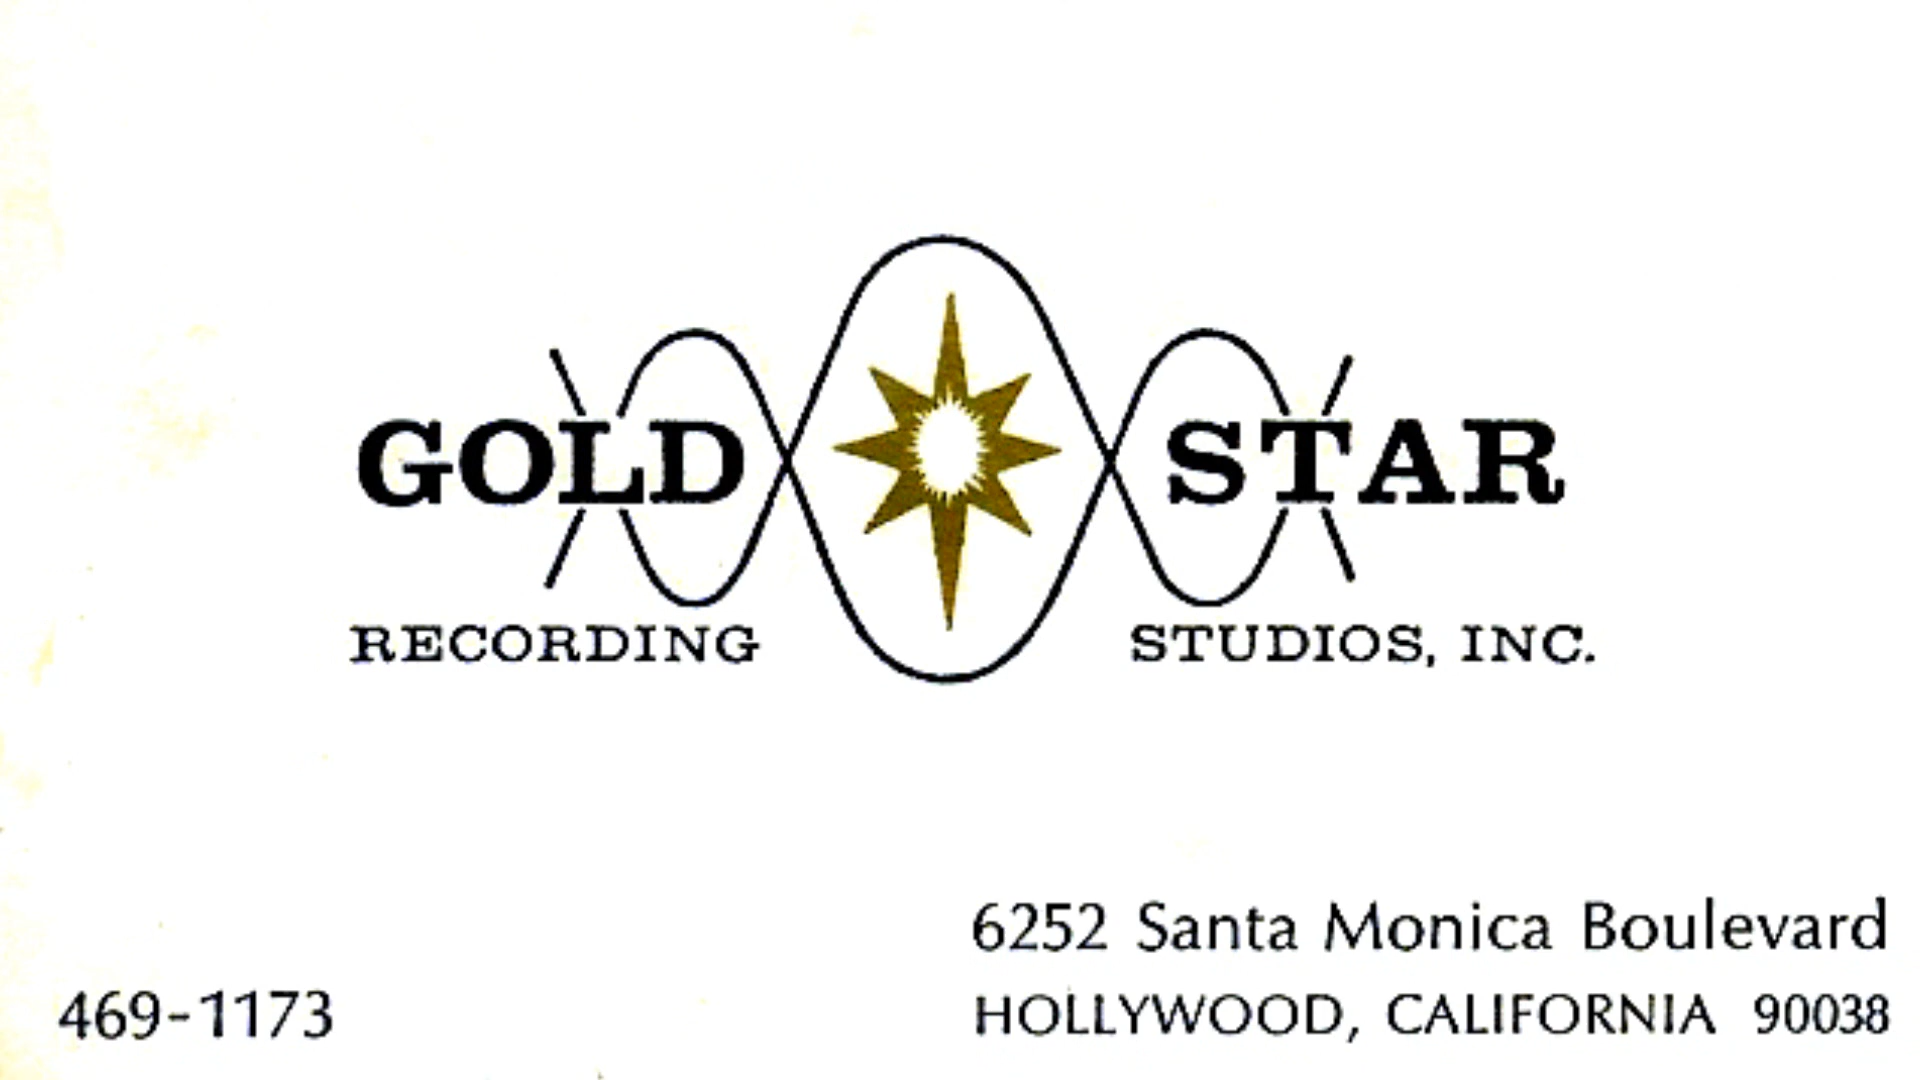 GOLD STAR
RECORDING STUDIOS, INC.
469-1173
6252 Santa Monica Boulevard
HOLLYWOOD, CALIFORNIA 90038